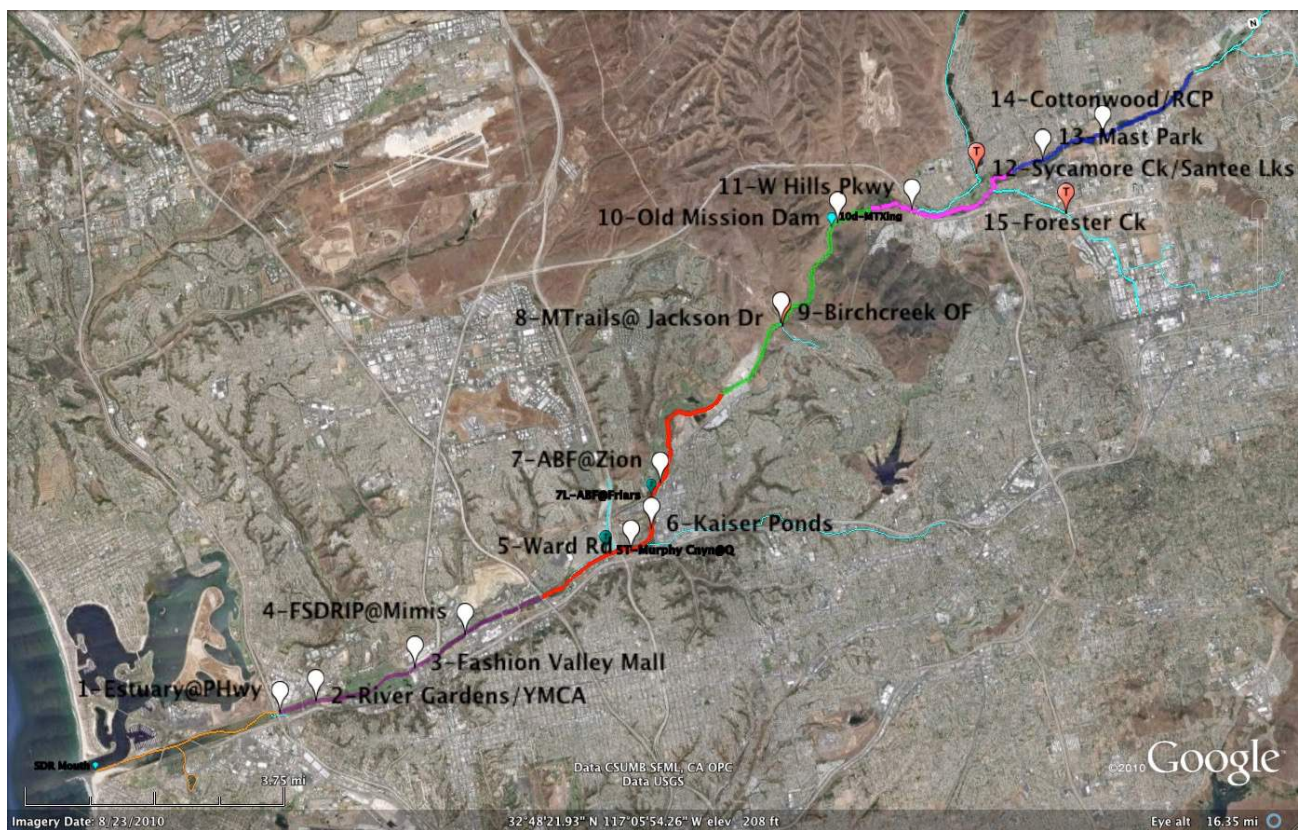 N
14-Cottonwood/RCP
13-Mast Park
12-Sycamore Ck/Santee Lks
11-W Hills Pkwy
10-Old Mission Dam
10d-MTXing
15-Forester Ck
T
T
8-MTrails@ Jackson Dr
9-Birchcreek OF
7-ABF@Zion
7L-ABF@Friars
6-Kaiser Ponds
5-Ward Rd
5T-Murphy Cnyn@Q
4-FSDRIP@Mimis
3-Fashion Valley Mall
1-Estuary@PHwy
2-River Gardens/YMCA
SDR Mouth
3.75 mi
Data CSUMB SFML, CA OPC
Data USGS
©2010 Google
Imagery Date: 8/23/2010
32°48'21.93" N 117°05'54.26" W elev 208 ft
Eye alt 16.35 mi